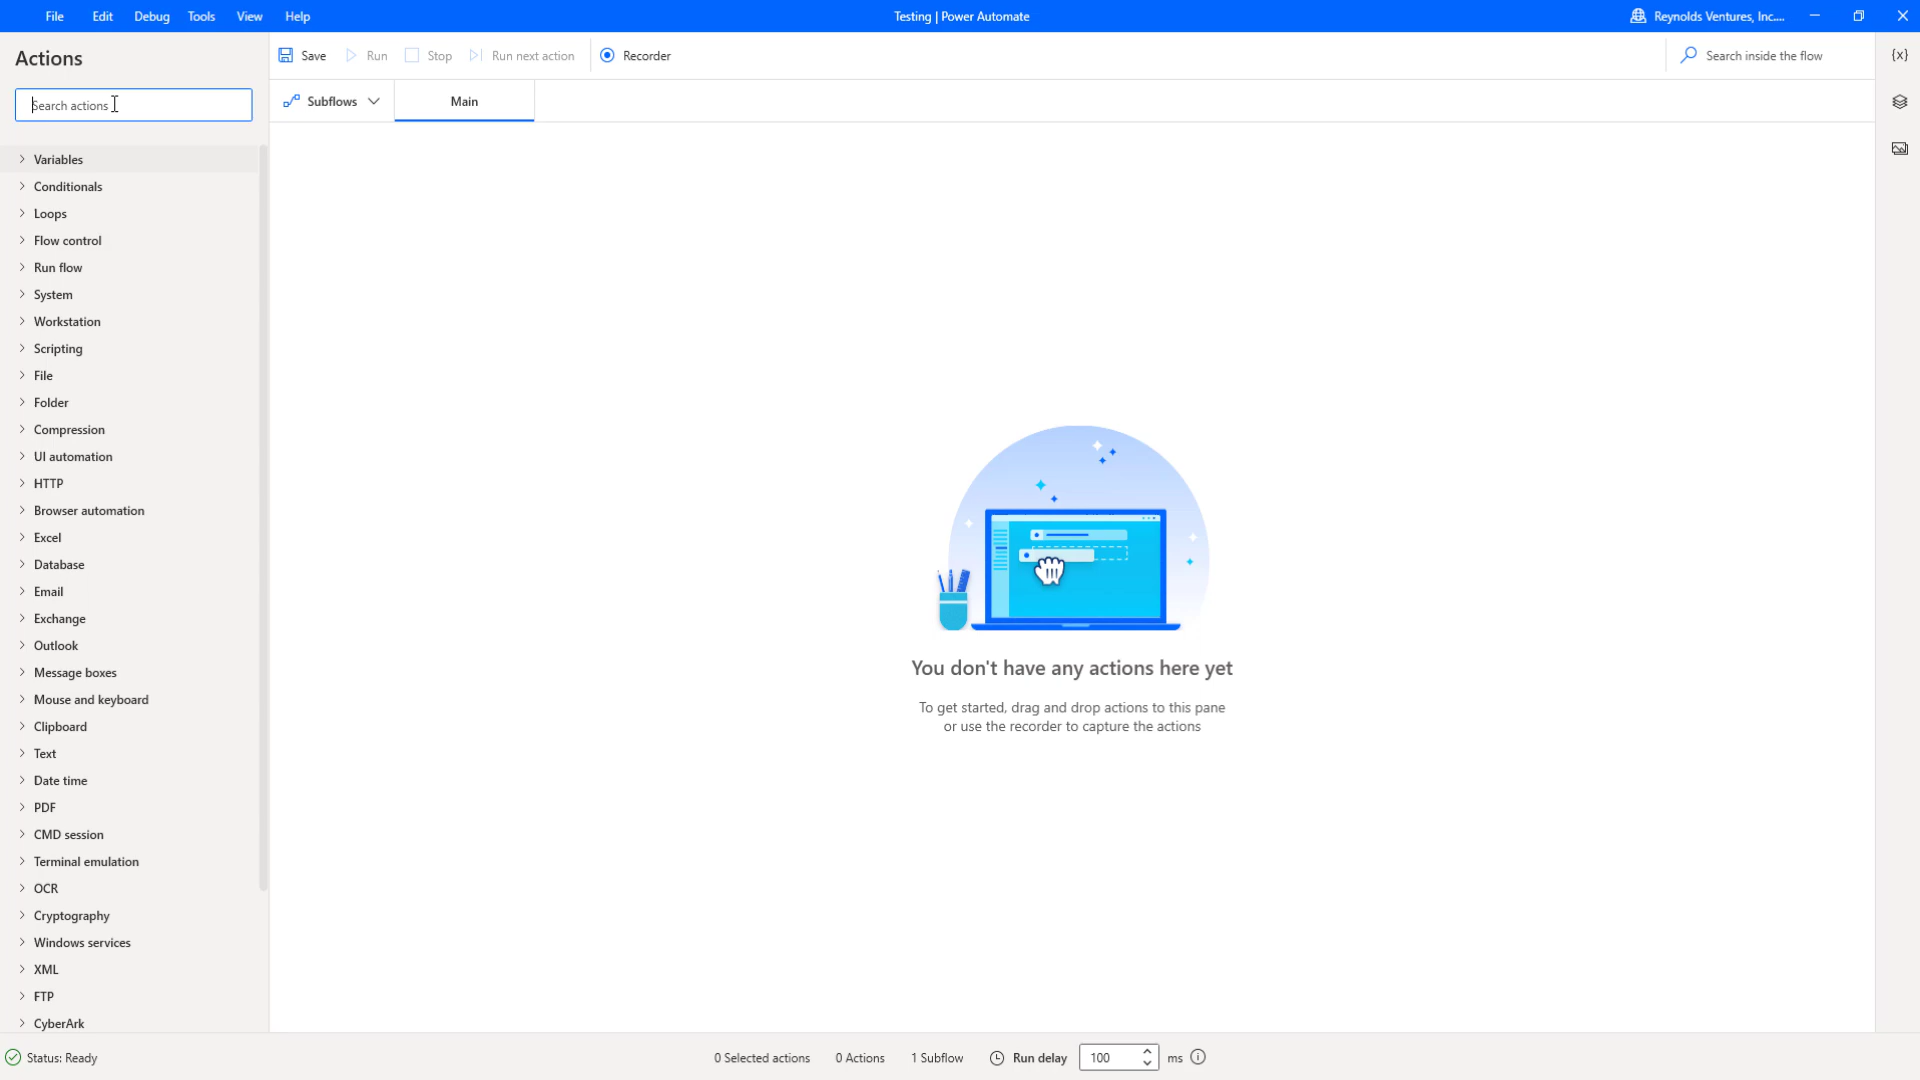 File Edit Debug Tools View Help
Testing | Power Automate
Reynolds Ventures, Inc....
Actions
Save Run Stop Run next action Recorder
Search inside the flow
{x}
Search actions
Subflows Main
Variables
Conditionals
Loops
Flow control
Run flow
System
Workstation
Scripting
File
Folder
Compression
UI automation
HTTP
Browser automation
Excel
Database
Email
Exchange
Outlook
Message boxes
Mouse and keyboard
Clipboard
Text
Date time
PDF
CMD session
Terminal emulation
OCR
Cryptography
Windows services
XML
FTP
CyberArk
You don't have any actions here yet
To get started, drag and drop actions to this pane
or use the recorder to capture the actions
Status: Ready
0 Selected actions 0 Actions 1 Subflow Run delay 100 ms